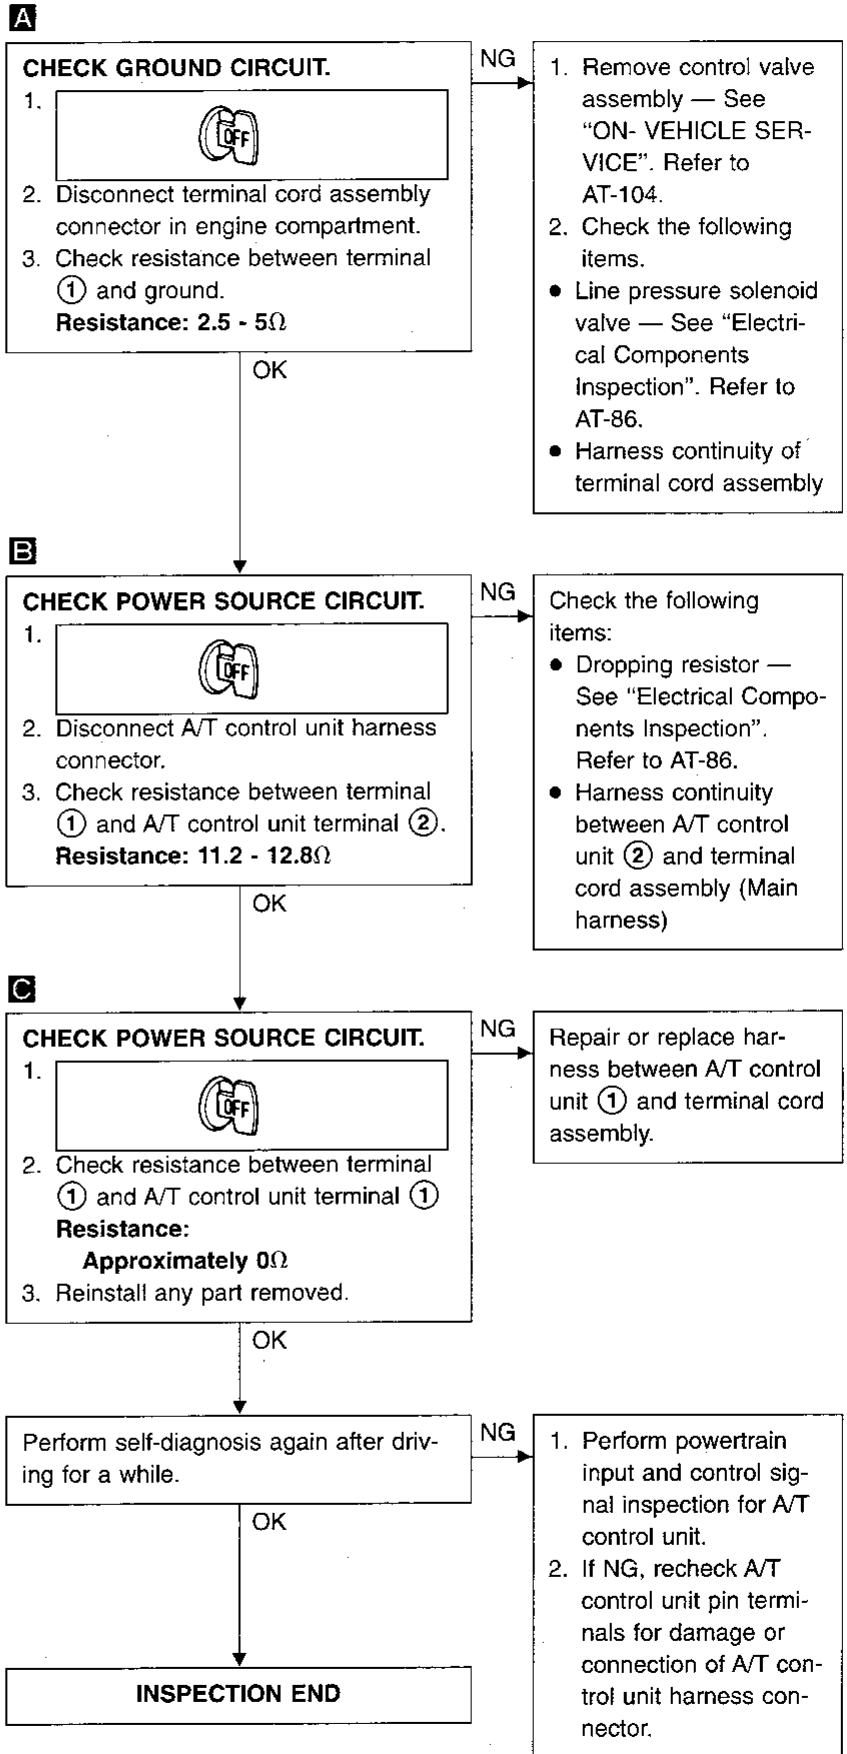 A
CHECK GROUND CIRCUIT.
1.
OFF
2. Disconnect terminal cord assembly
connector in engine compartment.
3. Check resistance between terminal
① and ground.
Resistance: 2.5 - 5Ω
NG
1. Remove control valve
assembly — See
“ON- VEHICLE SER-
VICE”. Refer to
AT-104.
2. Check the following
items.
● Line pressure solenoid
valve — See “Electri-
cal Components
Inspection”. Refer to
AT-86.
● Harness continuity of
terminal cord assembly
OK
B
CHECK POWER SOURCE CIRCUIT.
1.
OFF
2. Disconnect A/T control unit harness
connector.
3. Check resistance between terminal
① and A/T control unit terminal ②.
Resistance: 11.2 - 12.8Ω
NG
Check the following
items:
● Dropping resistor —
See “Electrical Compo-
nents Inspection”.
Refer to AT-86.
● Harness continuity
between A/T control
unit ② and terminal
cord assembly (Main
harness)
OK
C
CHECK POWER SOURCE CIRCUIT.
1.
OFF
2. Check resistance between terminal
① and A/T control unit terminal ①
Resistance:
Approximately 0Ω
3. Reinstall any part removed.
NG
Repair or replace har-
ness between A/T control
unit ① and terminal cord
assembly.
OK
Perform self-diagnosis again after driv-
ing for a while.
NG
1. Perform powertrain
input and control sig-
nal inspection for A/T
control unit.
2. If NG, recheck A/T
control unit pin termi-
nals for damage or
connection of A/T con-
trol unit harness con-
nector.
OK
INSPECTION END